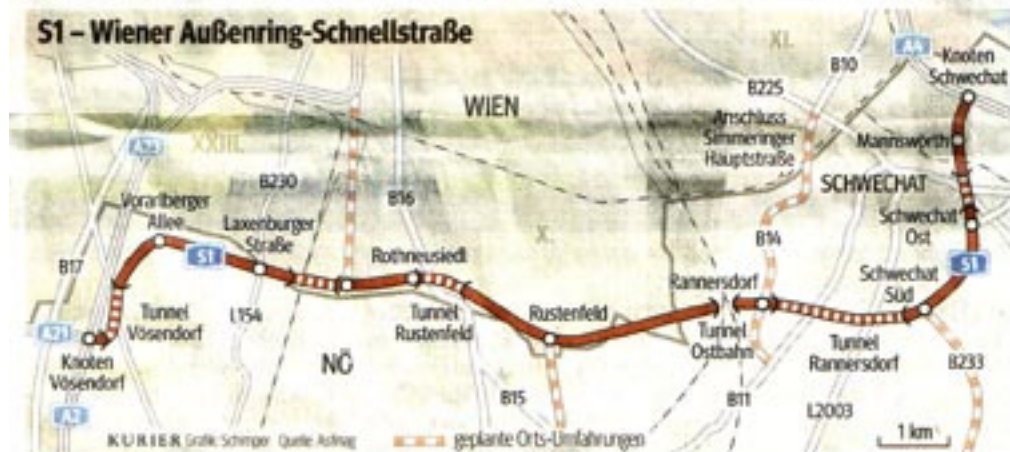 S1 – Wiener Außenring-Schnellstraße
XI.
A4
Knoten
Schwechat
B10
B225
WIEN
Anschluss
Simmeringer
Hauptstraße
Mannswörth
A23
XXIII.
B230
B16
SCHWECHAT
Vorarlberger
Allee
Laxenburger
Straße
Schwechat
Ost
X.
B14
B17
S1
Rothneusiedl
Rannersdorf
Schwechat
Süd
S1
Tunnel
Vösendorf
L154
Tunnel
Rustenfeld
Rustenfeld
A21
Tunnel
Ostbahn
Tunnel
Rannersdorf
Knoten
Vösendorf
NÖ
B233
B15
B11
L2003
A2
KURIER Grafik: Schimper Quelle: Asfinag
geplante Orts-Umfahrungen
1 km